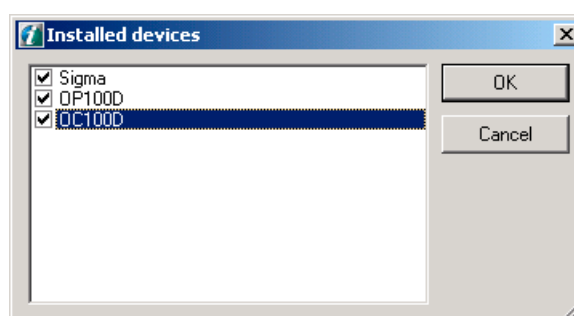 Installed devices
Sigma
OP100D
OC100D
OK
Cancel